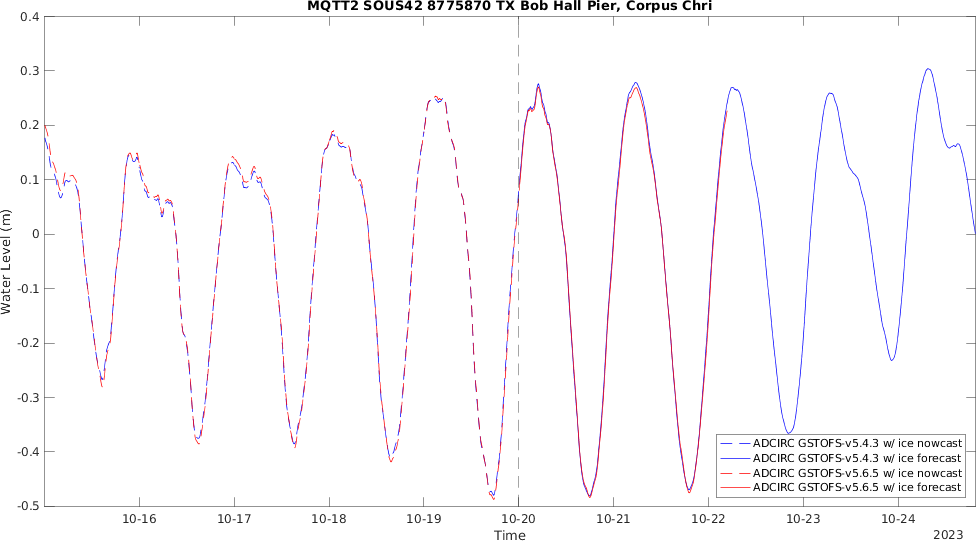 MQTT2 SOUS42 8775870 TX Bob Hall Pier, Corpus Chri
0.4
0.3
0.2
0.1
0
-0.1
-0.2
-0.3
-0.4
-0.5
Water Level (m)
10-16 10-17 10-18 10-19 10-20 10-21 10-22 10-23 10-24
Time
2023
ADCIRC GSTOFS-v5.4.3 w/ ice nowcast
ADCIRC GSTOFS-v5.4.3 w/ ice forecast
ADCIRC GSTOFS-v5.6.5 w/ ice nowcast
ADCIRC GSTOFS-v5.6.5 w/ ice forecast